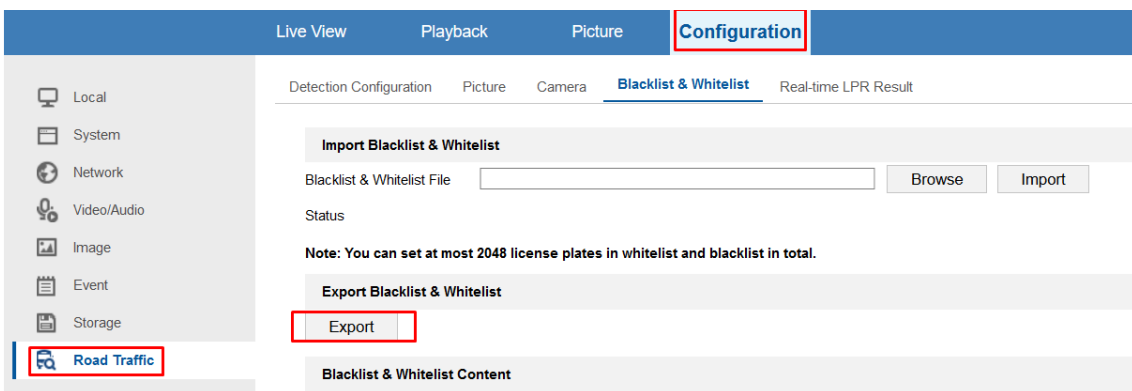 Live View Playback Picture Configuration
Detection Configuration Picture Camera Blacklist & Whitelist Real-time LPR Result
Local
System
Network
Video/Audio
Image
Event
Storage
Road Traffic
Import Blacklist & Whitelist
Blacklist & Whitelist File Browse Import
Status
Note: You can set at most 2048 license plates in whitelist and blacklist in total.
Export Blacklist & Whitelist
Export
Blacklist & Whitelist Content